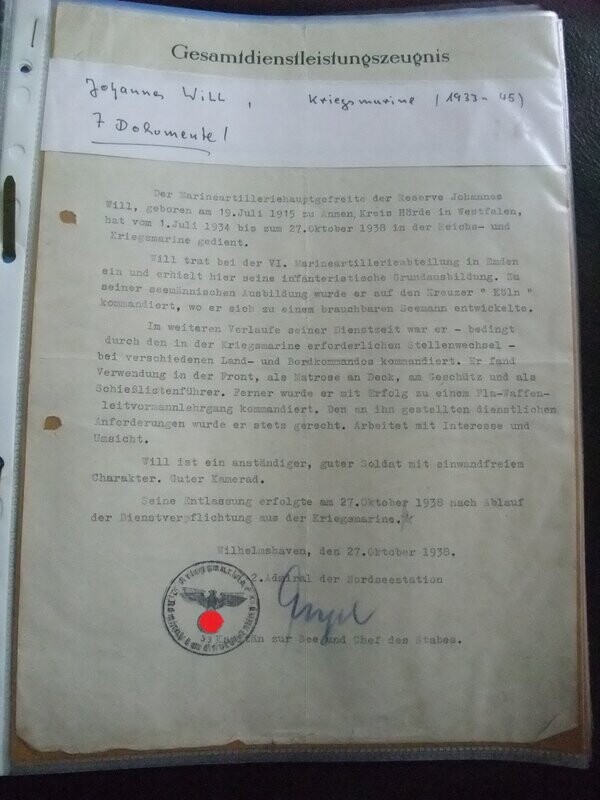 Gesamtdienstleistungszeugnis
Johannes Will, Kriegsmarine (1933-45)
7 Dokumente!
Der Marineartilleriehauptgefreite der Reserve Johannes
Will, geboren am 19.Juli 1915 zu Annen, Kreis Hörde in Westfalen,
hat vom 1.Juli 1934 bis zum 27.Oktober 1938 in der Reichs- und
Kriegsmarine gedient.
Will trat bei der VI. Marineartillerieabteilung in Emden
ein und erhielt hier seine infanteristische Grundausbildung. Zu
seiner seemännischen Ausbildung wurde er auf den Kreuzer " Köln "
kommandiert, wo er sich zu einem brauchbaren Seemann entwickelte.
Im weiteren Verlaufe seiner Dienstzeit war er - bedingt
durch den in der Kriegsmarine erforderlichen Stellenwechsel -
bei verschiedenen Land- und Bordkommandos kommandiert. Er fand
Verwendung in der Front, als Matrose an Deck, am Geschütz und als
Schießlistenführer. Ferner wurde er mit Erfolg zu einem Fla-Waffen-
leitvormannlehrgang kommandiert. Den an ihn gestellten dienstlichen
Anforderungen wurde er stets gerecht. Arbeitet mit Interesse und
Umsicht.
Will ist ein anständiger, guter Soldat mit einwandfreiem
Charakter. Guter Kamerad.
Seine Entlassung erfolgte am 27.Oktober 1938 nach Ablauf
der Dienstverpflichtung aus der Kriegsmarine.
Wilhelmshaven, den 27.Oktober 1938.
2.Admiral der Nordseestation
Kapitän zur See und Chef des Stabes.